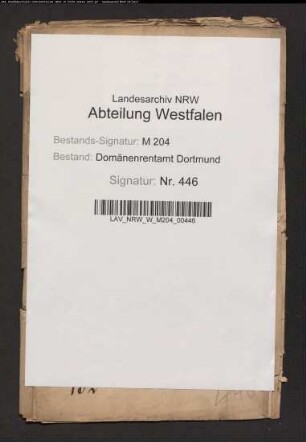 Landesarchiv NRW
Abteilung Westfalen
Bestands-Signatur: M 204
Bestand: Domänenrentamt Dortmund
Signatur: Nr. 446
LAV_NRW_W_M204_00446